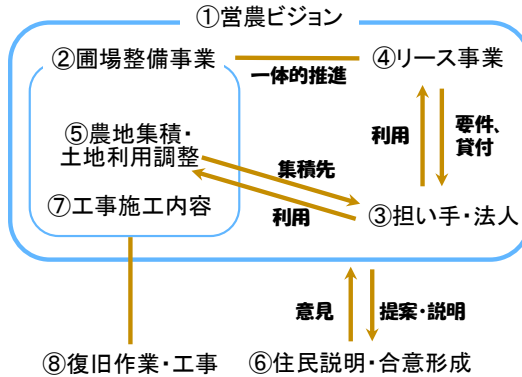 ①営農ビジョン
②圃場整備事業
一体的推進
④リース事業
⑤農地集積・
土地利用調整
利用
要件、
貸付
集積先
⑦工事施工内容
利用
③担い手・法人
意見
提案・説明
⑧復旧作業・工事
⑥住民説明・合意形成